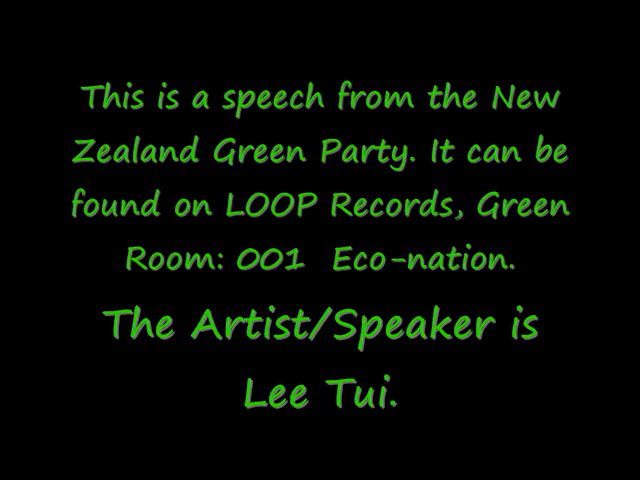 This is a speech from the New
Zealand Green Party. It can be
found on LOOP Records, Green
Room: 001 Eco-nation.
The Artist/Speaker is
Lee Tui.